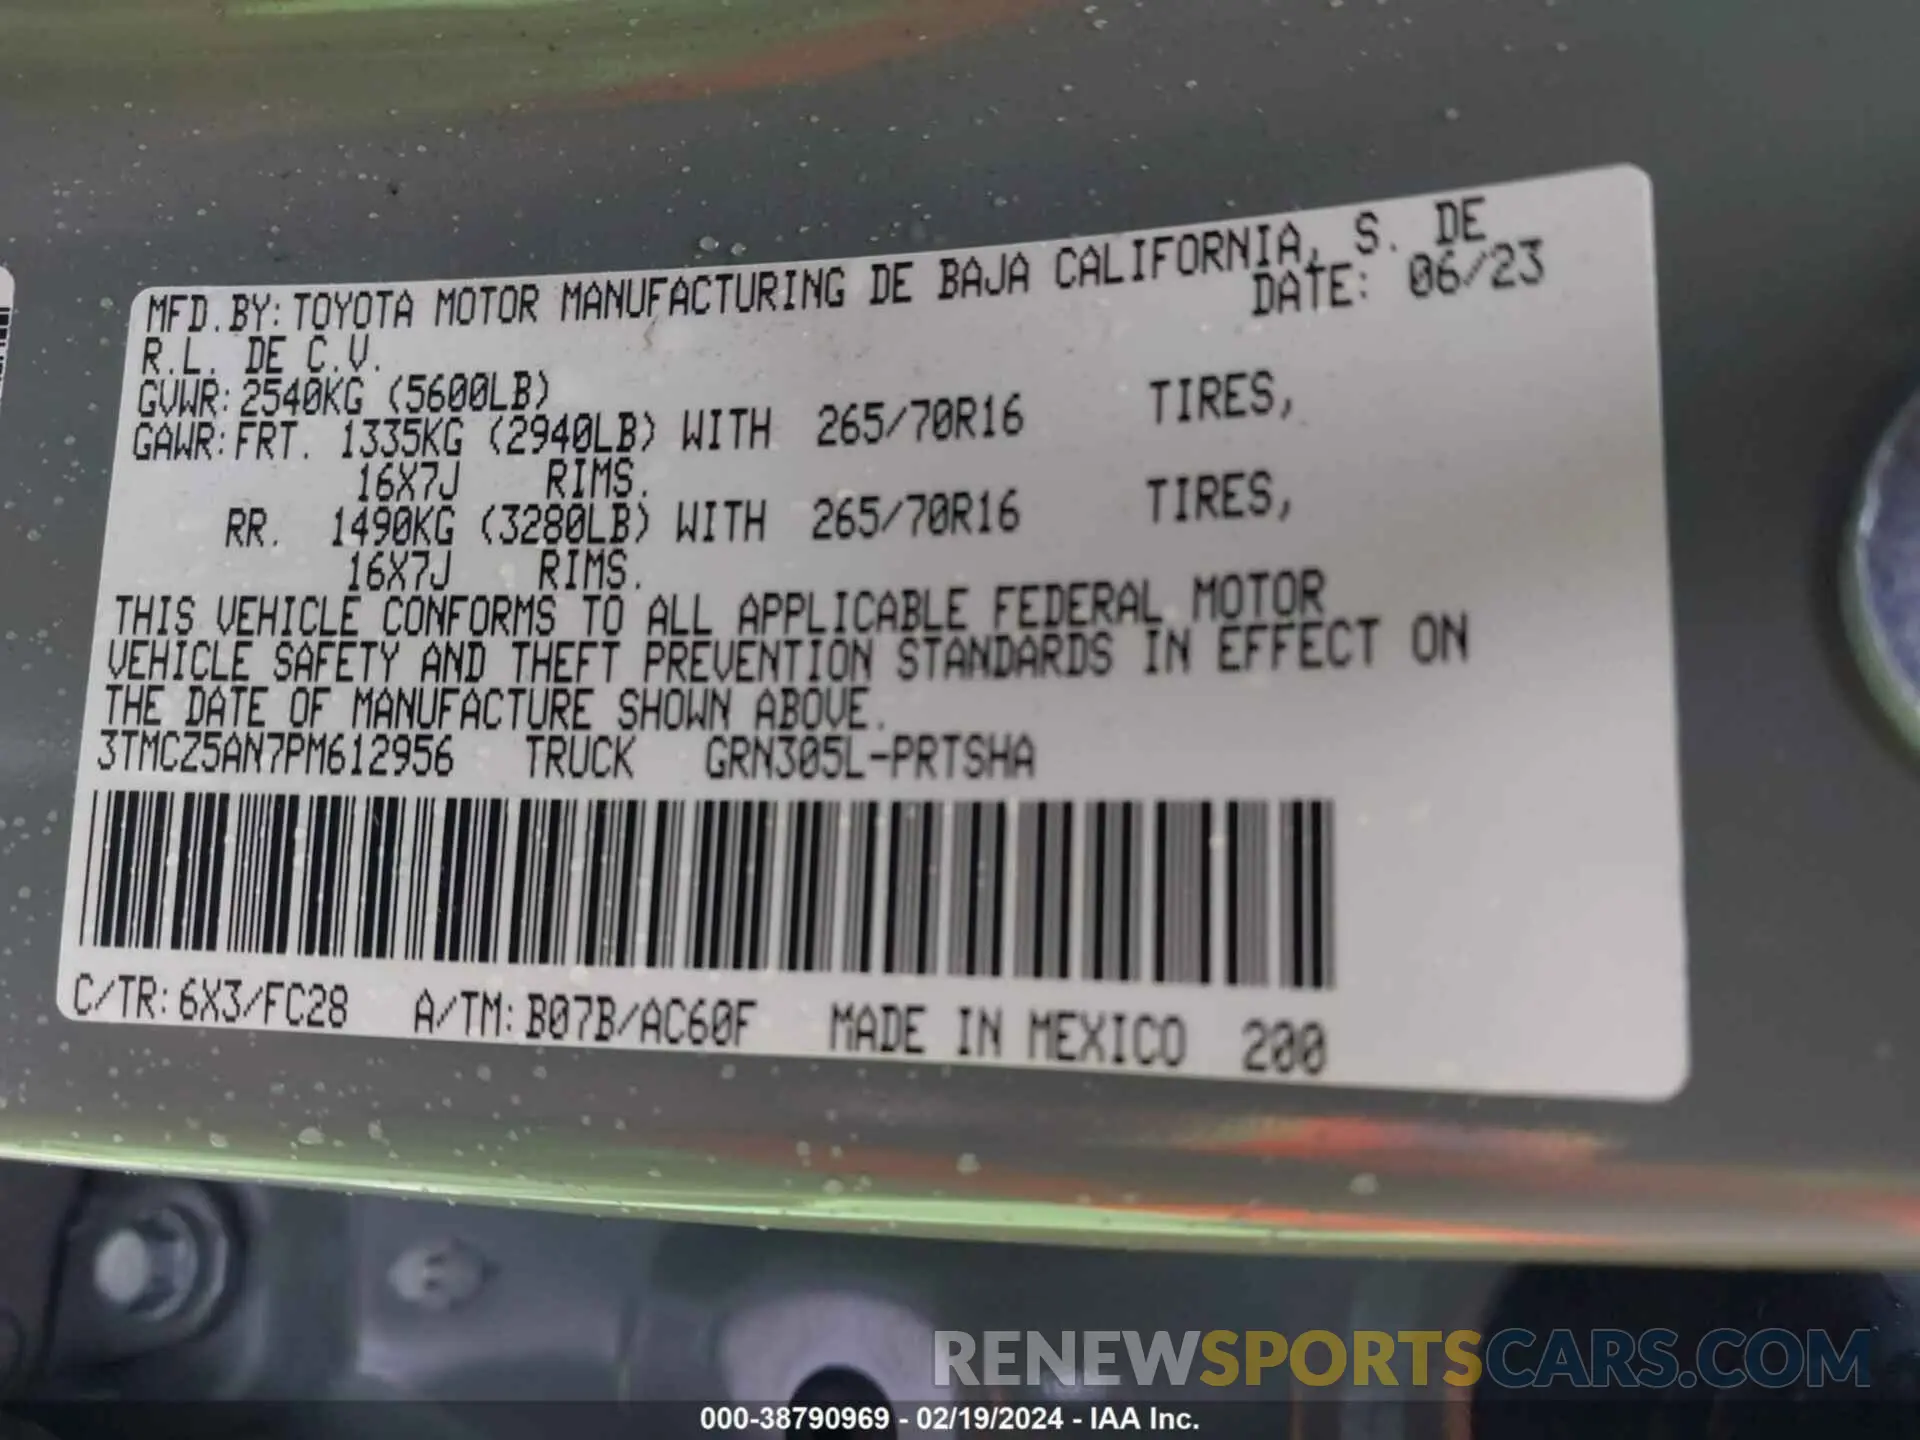 MFD.BY:TOYOTA MOTOR MANUFACTURING DE BAJA CALIFORNIA, S. DE
R.L. DE C.V. DATE: 06/23
GVWR:2540KG (5600LB)
GAWR:FRT. 1335KG (2940LB) WITH 265/70R16 TIRES,
16X7J RIMS.
RR. 1490KG (3280LB) WITH 265/70R16 TIRES,
16X7J RIMS.
THIS VEHICLE CONFORMS TO ALL APPLICABLE FEDERAL MOTOR
VEHICLE SAFETY AND THEFT PREVENTION STANDARDS IN EFFECT ON
THE DATE OF MANUFACTURE SHOWN ABOVE.
3TMCZ5AN7PM612956 TRUCK GRN305L-PRTSHA
C/TR:6X3/FC28 A/TM:B07B/AC60F MADE IN MEXICO 200
RENEWSPORTSCARS.COM
000-38790969 - 02/19/2024 - IAA Inc.